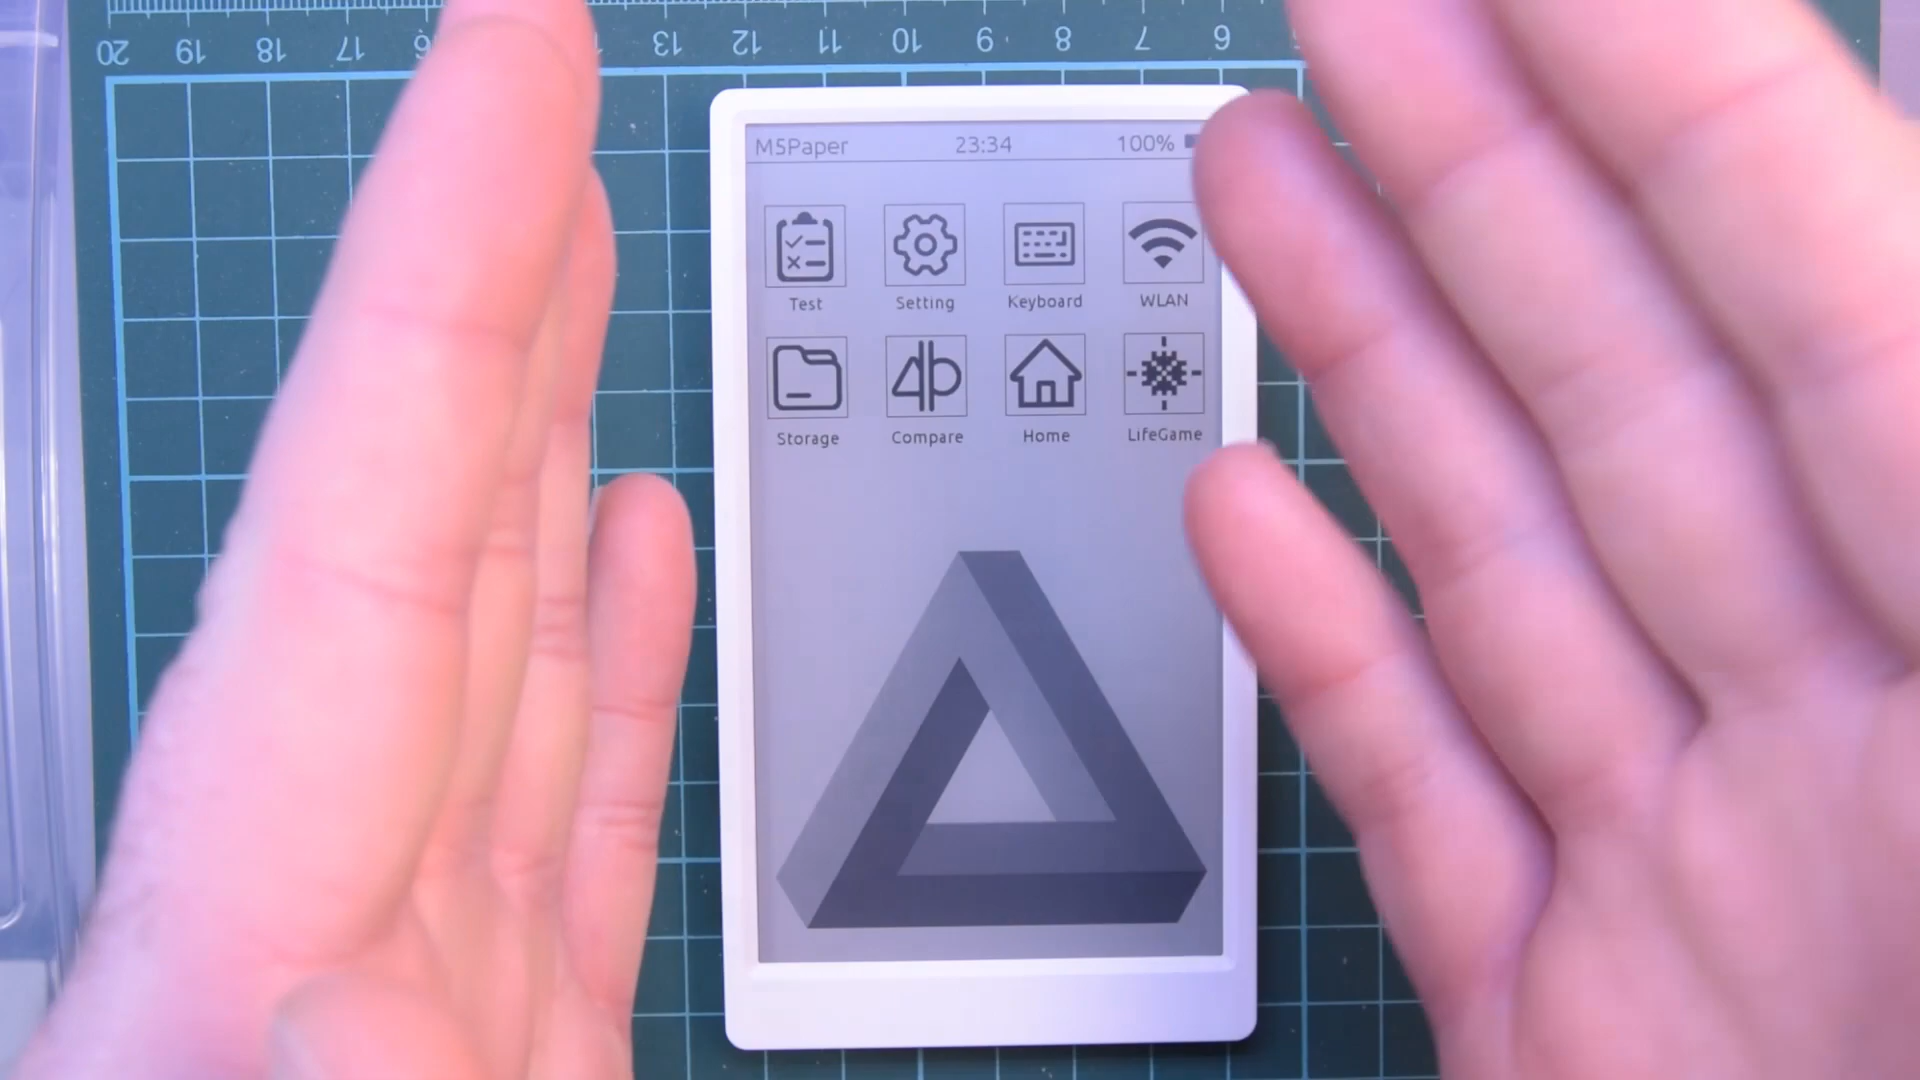 20 19 18 17 13 12 11 10 9 8 7 6
M5Paper 23:34 100%
Test Setting Keyboard WLAN
Storage Compare Home LifeGame